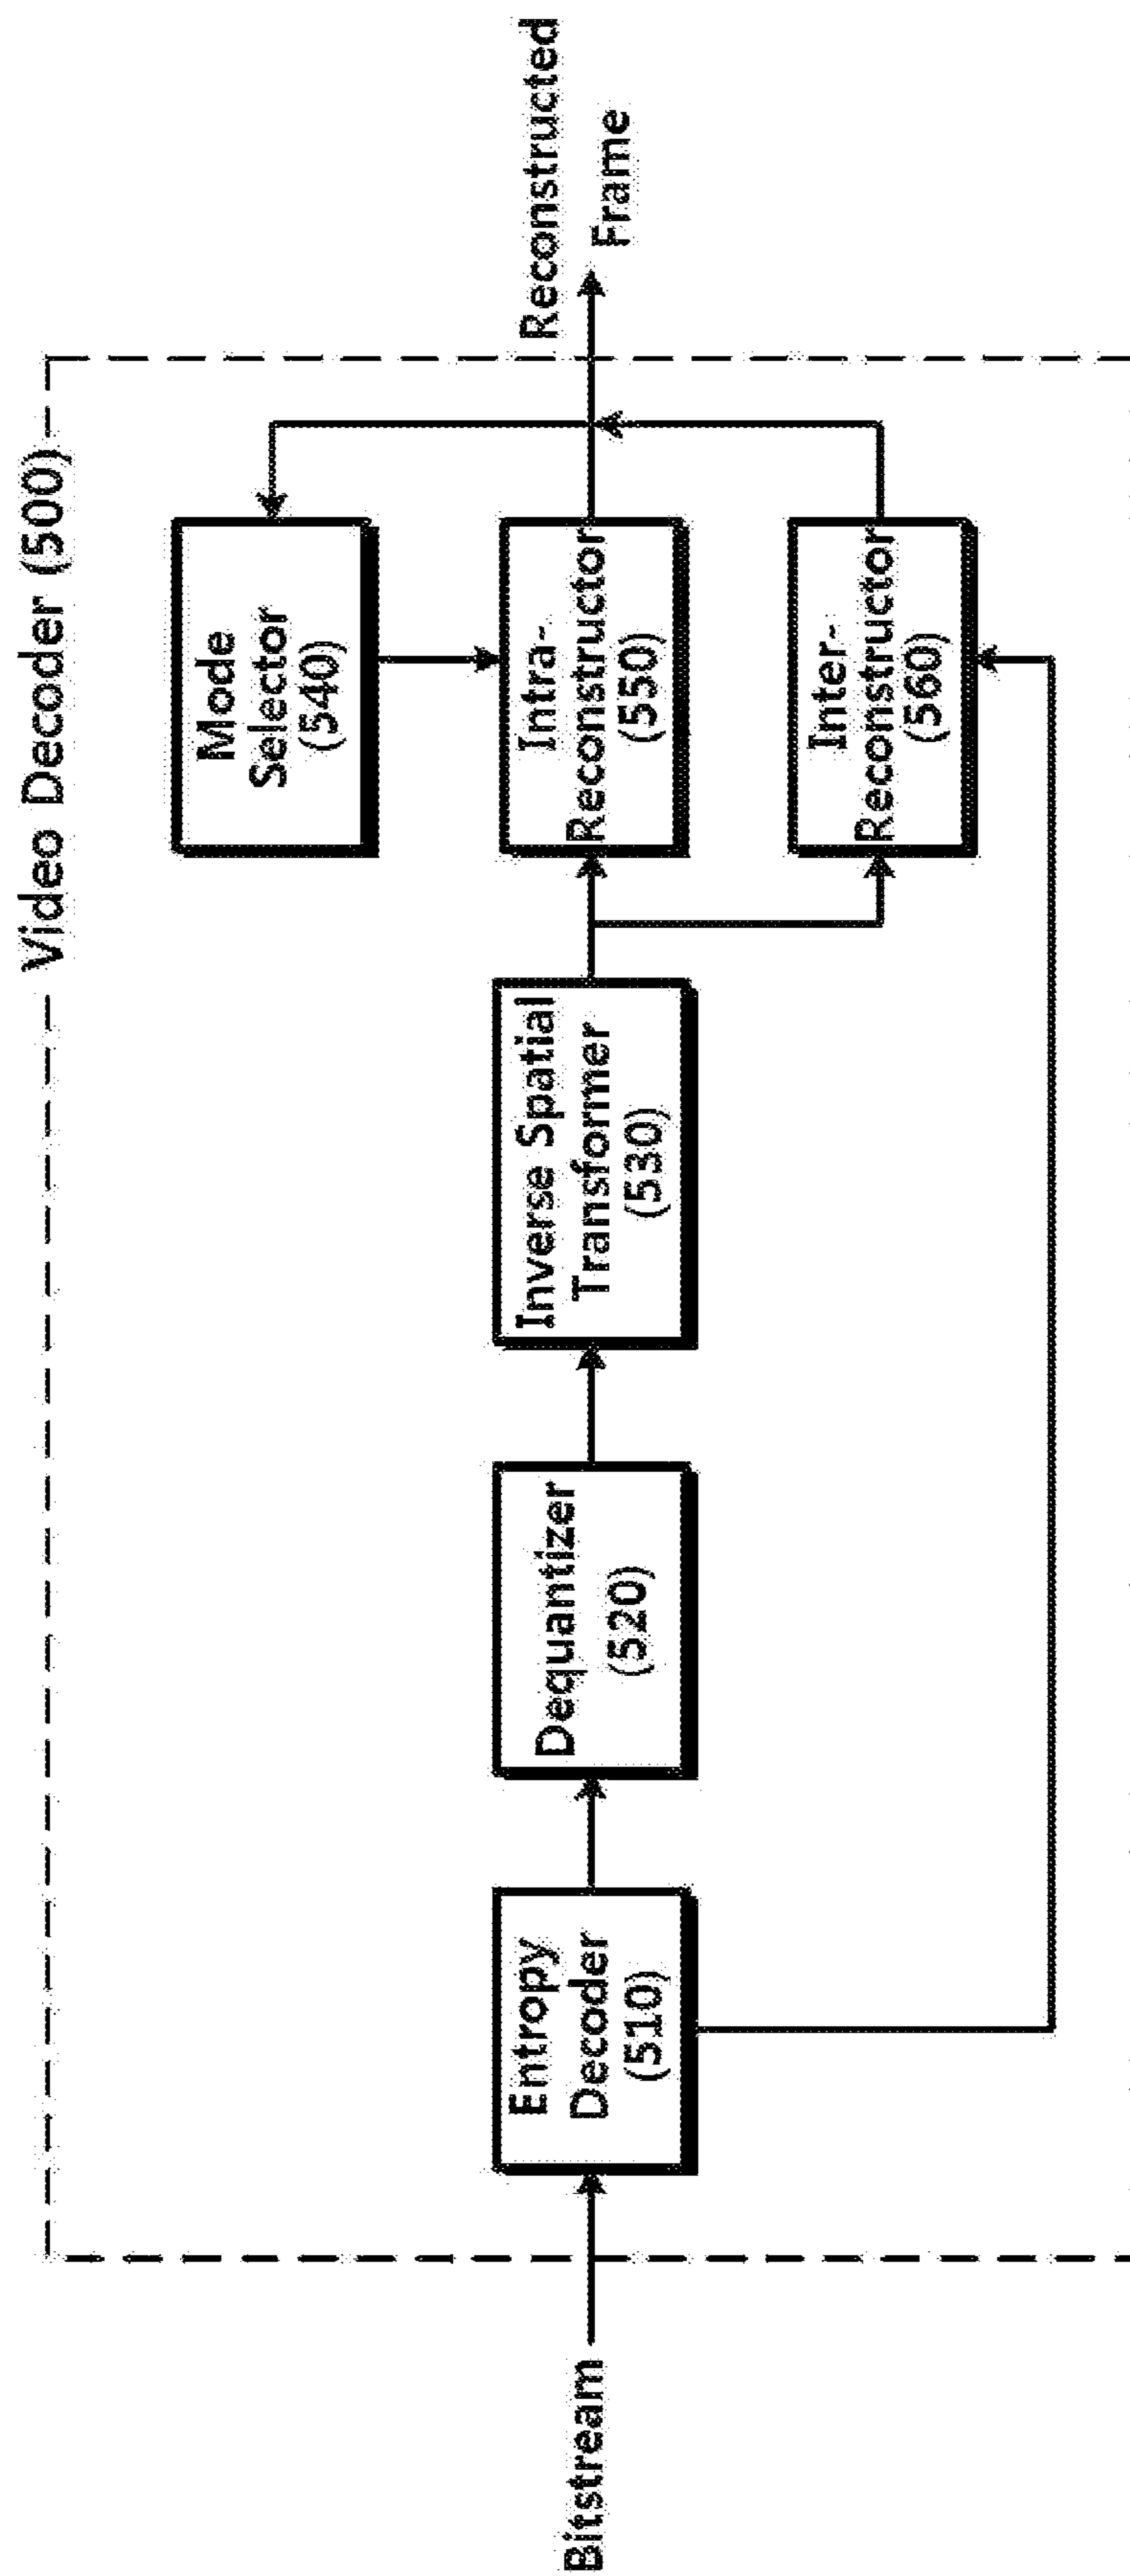 Video Decoder (500)
Bitstream
Entropy
Decoder
(510)
Dequantizer
(520)
Inverse Spatial
Transformer
(530)
Mode
Selector
(540)
Intra-
Reconstructor
(550)
Inter-
Reconstructor
(560)
Reconstructed
Frame